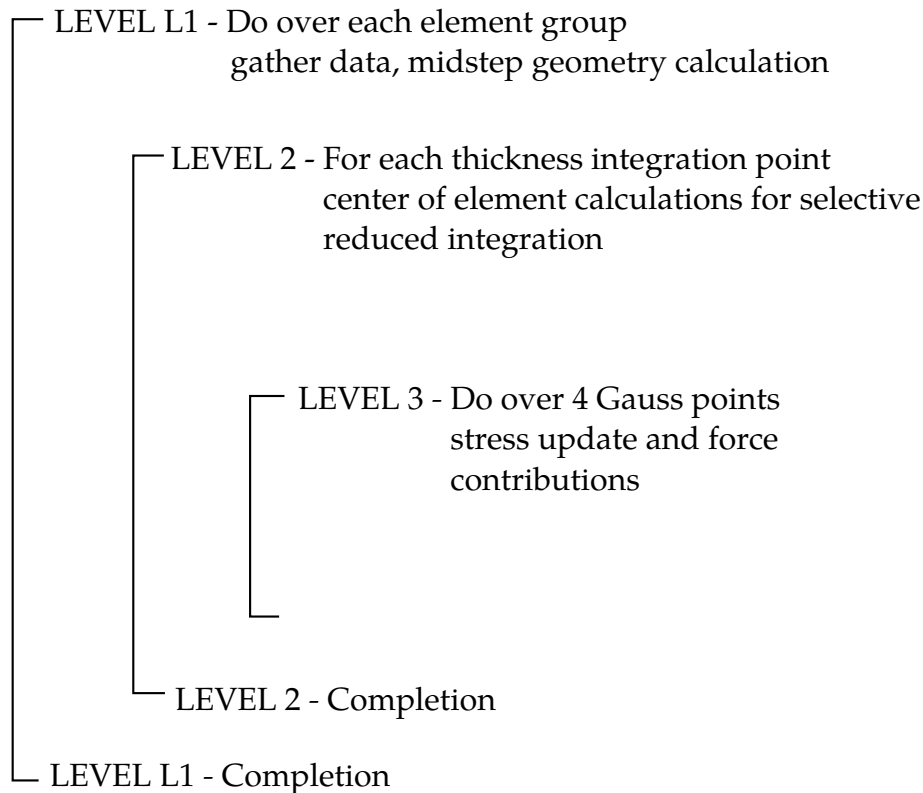 LEVEL L1 - Do over each element group
gather data, midstep geometry calculation
LEVEL 2 - For each thickness integration point
center of element calculations for selective
reduced integration
LEVEL 3 - Do over 4 Gauss points
stress update and force
contributions
LEVEL 2 - Completion
LEVEL L1 - Completion